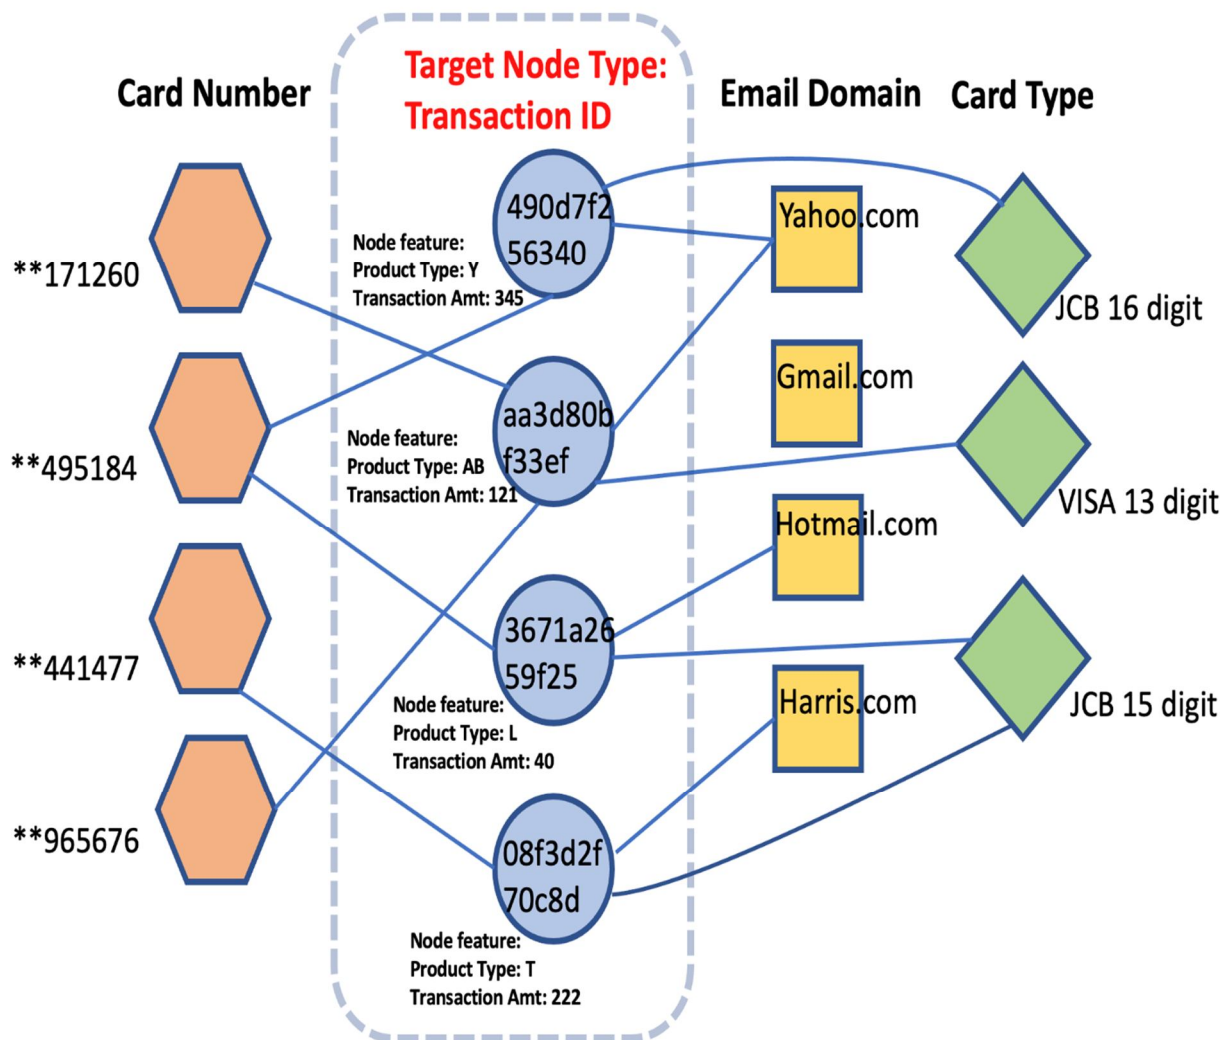 Card Number
Target Node Type:
Transaction ID
Email Domain
Card Type
**171260
**495184
**441477
**965676
490d7f2
56340
Node feature:
Product Type: Y
Transaction Amt: 345
aa3d80b
f33ef
Node feature:
Product Type: AB
Transaction Amt: 121
3671a26
59f25
Node feature:
Product Type: L
Transaction Amt: 40
08f3d2f
70c8d
Node feature:
Product Type: T
Transaction Amt: 222
Yahoo.com
Gmail.com
Hotmail.com
Harris.com
JCB 16 digit
VISA 13 digit
JCB 15 digit